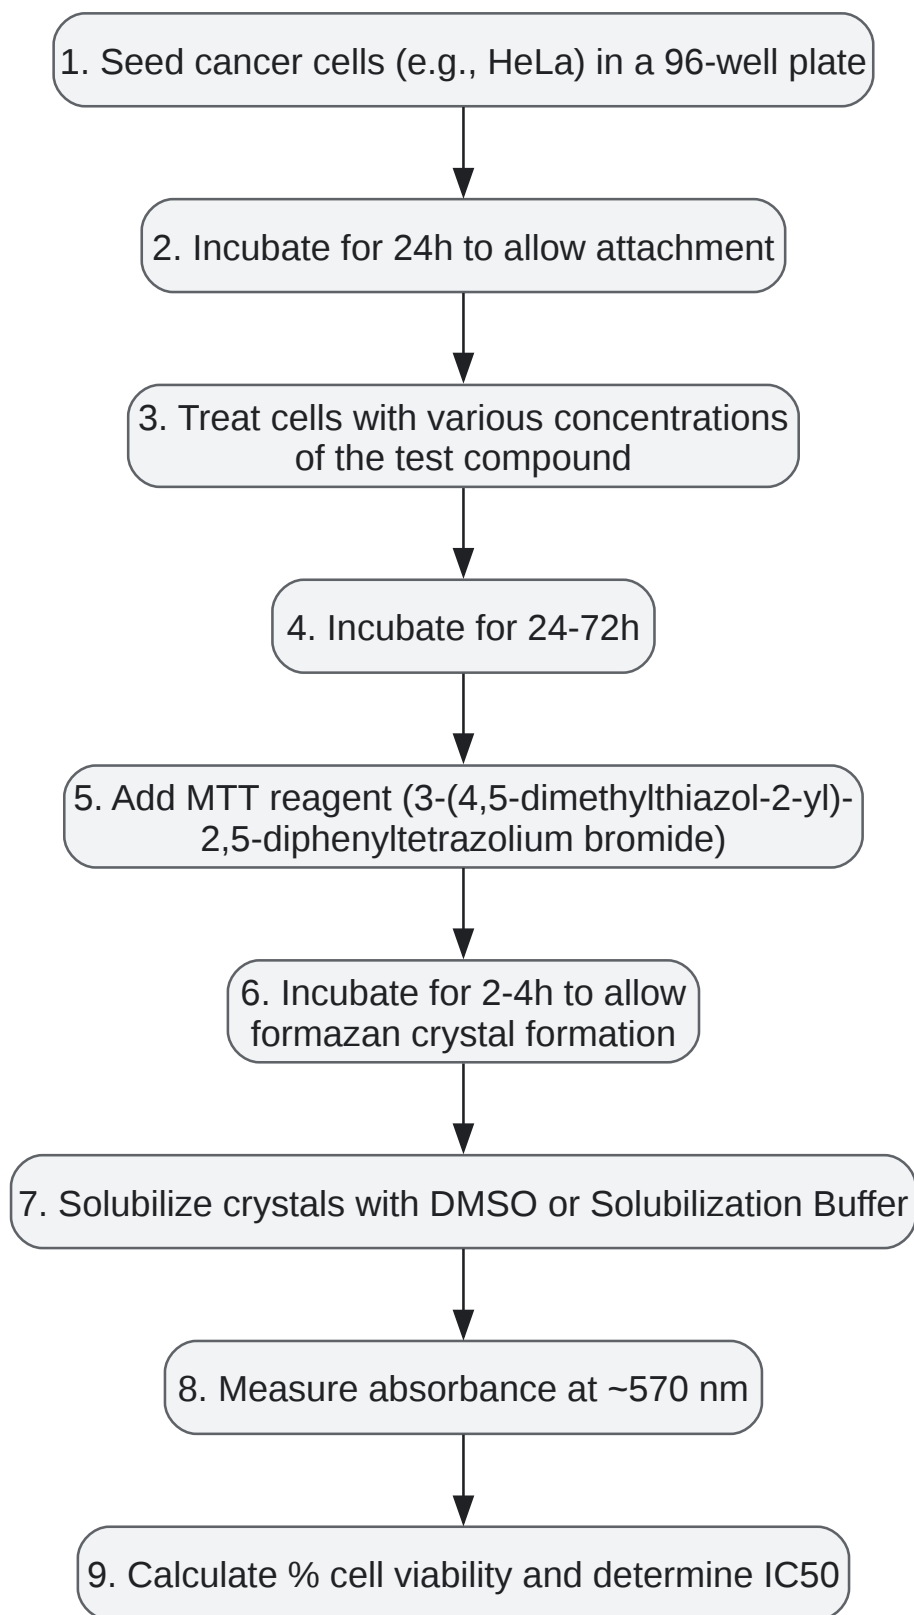 1. Seed cancer cells (e.g., HeLa) in a 96-well plate
2. Incubate for 24h to allow attachment
3. Treat cells with various concentrations
of the test compound
4. Incubate for 24-72h
5. Add MTT reagent (3-(4,5-dimethylthiazol-2-yl)-
2,5-diphenyltetrazolium bromide)
6. Incubate for 2-4h to allow
formazan crystal formation
7. Solubilize crystals with DMSO or Solubilization Buffer
8. Measure absorbance at ~570 nm
9. Calculate % cell viability and determine IC50